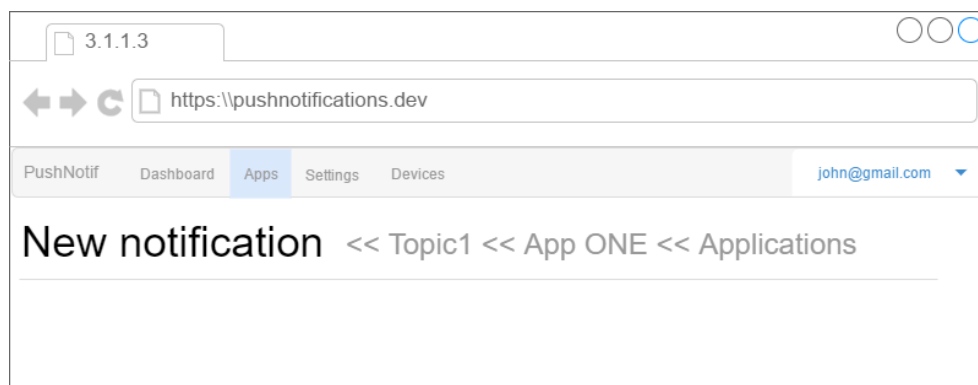 3.1.1.3
https:\\pushnotifications.dev
PushNotif Dashboard Apps Settings Devices john@gmail.com
New notification << Topic1 << App ONE << Applications